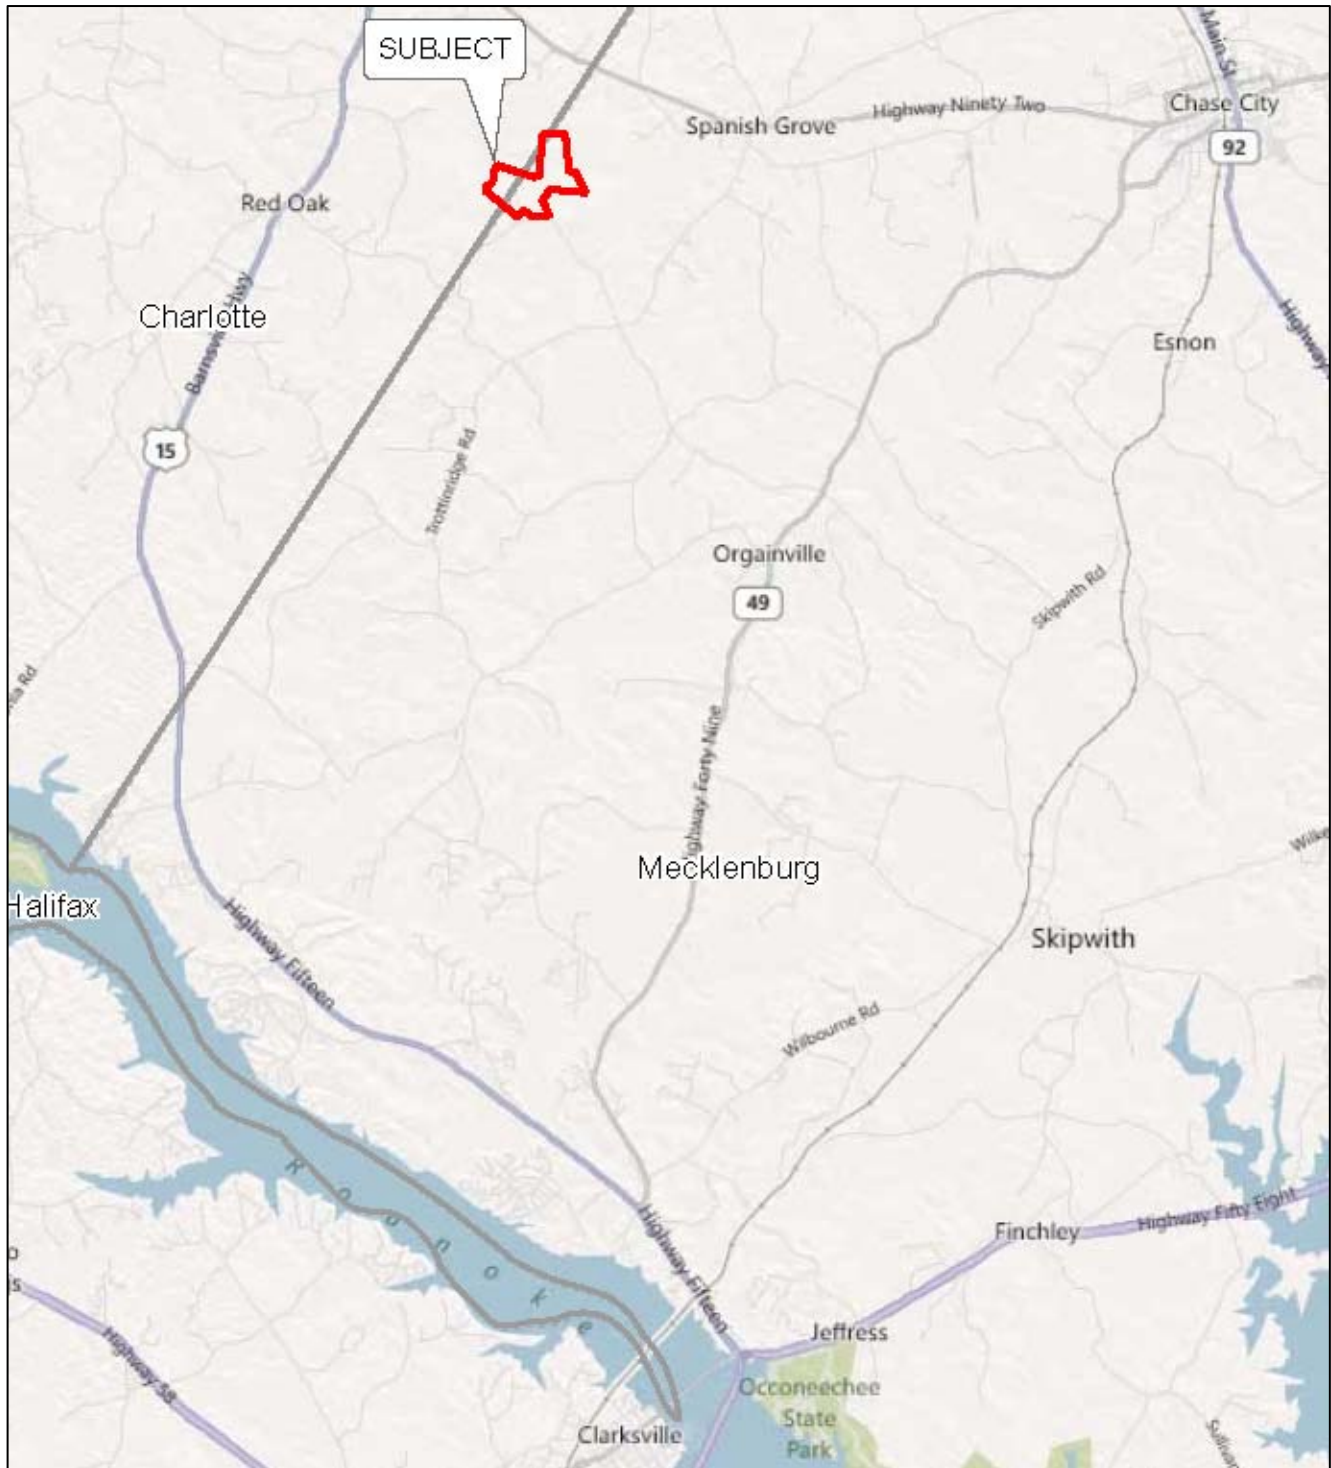 SUBJECT
Main St
Chase City
Highway Ninety Two
Spanish Grove
92
Red Oak
Charlotte
Hwy
Highway
Esnon
15
Trottinridge Rd
Orgainville
49
Skipwith Rd
Rd
Highway Forty Nine
Mecklenburg
Halifax
Highway Fifteen
Skipwith
Wilbourne Rd
Roanoke
Highway Fifteen
Finchley
Highway Fifty Eight
Jeffress
Highway 58
Occoneechee
State
Park
Clarksville